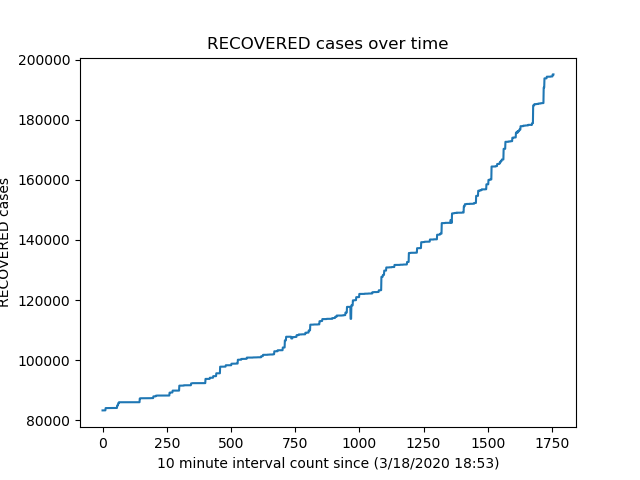 RECOVERED cases over time
200000
180000
160000
140000
120000
100000
80000
RECOVERED cases
0 250 500 750 1000 1250 1500 1750
10 minute interval count since (3/18/2020 18:53)